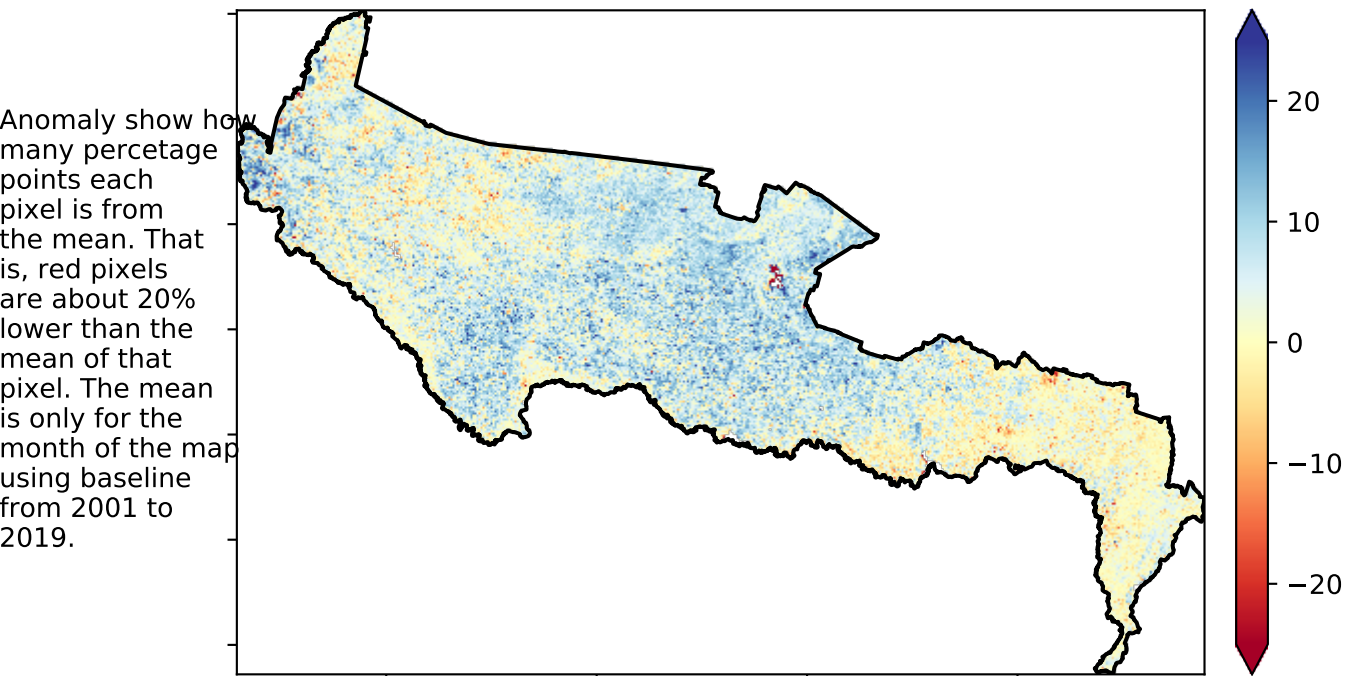 Anomaly show how
many percetage
points each
pixel is from
the mean. That
is, red pixels
are about 20%
lower than the
mean of that
pixel. The mean
is only for the
month of the map
using baseline
from 2001 to
2019.
20
10
0
−10
−20